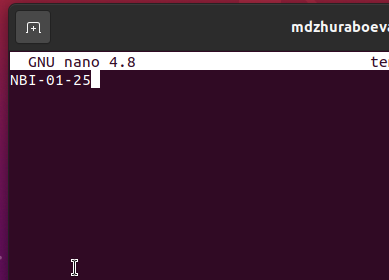 mdzhuraboeva
GNU nano 4.8 te
NBI-01-25